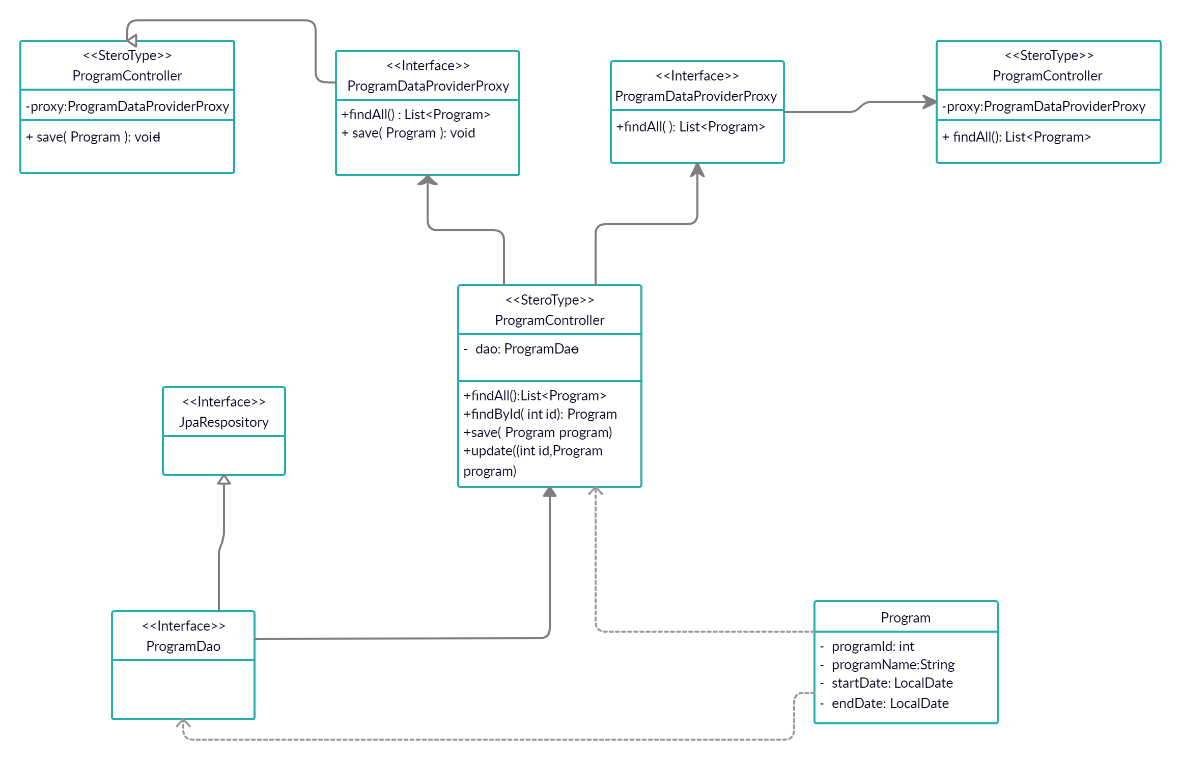 <<SteroType>>
ProgramController
-proxy:ProgramDataProviderProxy
+ save( Program ): void
<<Interface>>
ProgramDataProviderProxy
+findAll() : List<Program>
+ save( Program ): void
<<Interface>>
ProgramDataProviderProxy
+findAll( ): List<Program>
<<SteroType>>
ProgramController
-proxy:ProgramDataProviderProxy
+ findAll(): List<Program>
<<SteroType>>
ProgramController
- dao: ProgramDao
+findAll():List<Program>
+findById( int id): Program
+save( Program program)
+update((int id,Program
program)
<<Interface>>
JpaRespository
<<Interface>>
ProgramDao
Program
- programId: int
- programName:String
- startDate: LocalDate
- endDate: LocalDate